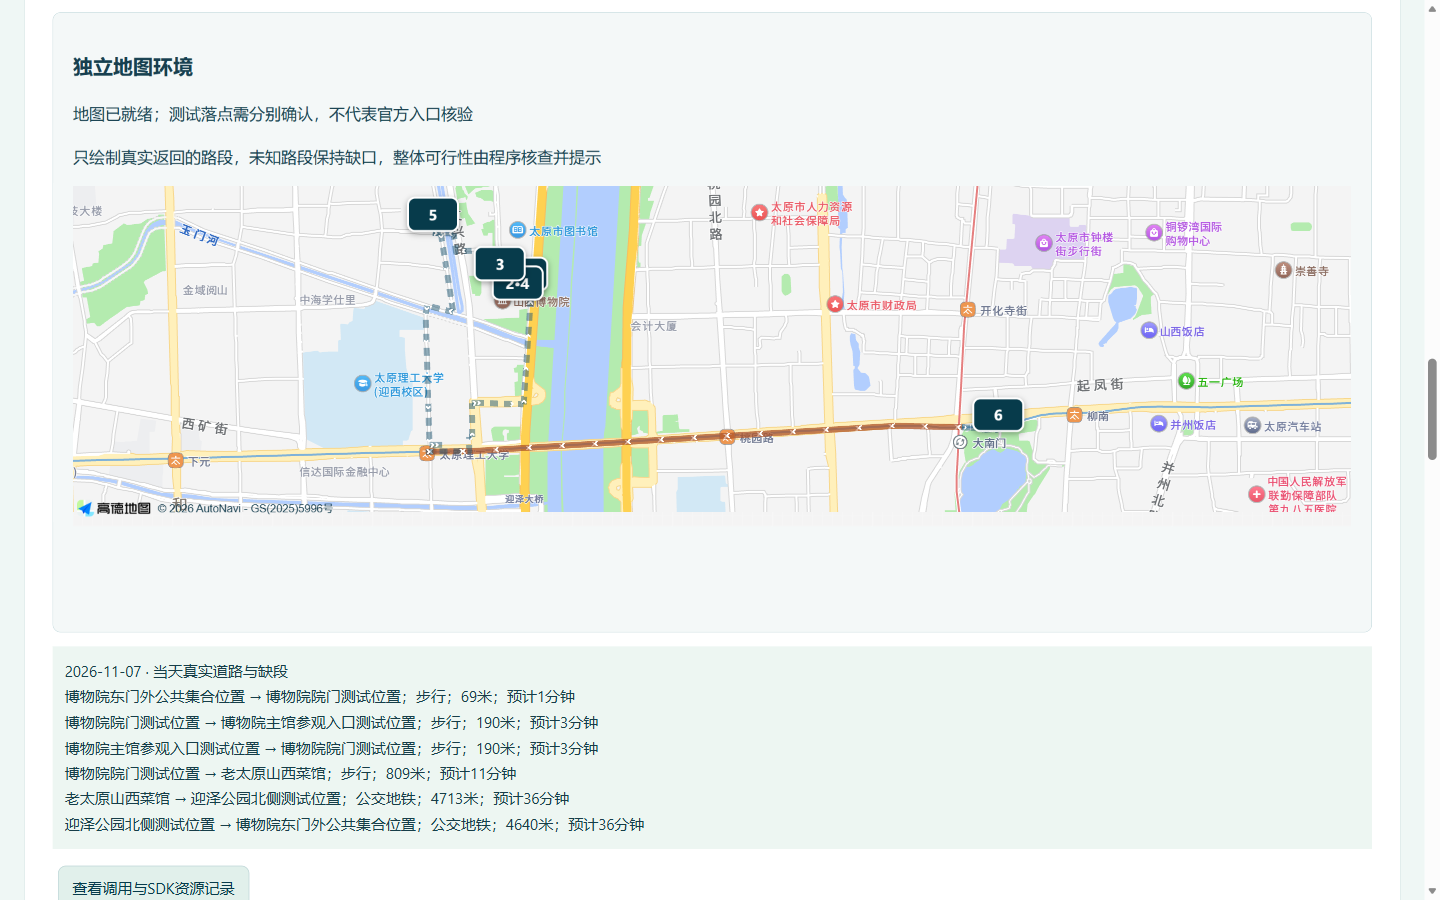 独立地图环境
地图已就绪；测试落点需分别确认，不代表官方入口核验
只绘制真实返回的路段，未知路段保持缺口，整体可行性由程序核查并提示
技大楼
玉门河
5
兴
路
太原市图书馆
3
2·4
山西博物院
金域阅山
中海学仕里
会计大厦
桃
园
北
路
太原市人力资源
和社会保障局
太原市财政局
太原市钟楼
街步行街
铜锣湾国际
购物中心
崇善寺
开化寺街
山西饭店
太原理工大学
(迎西校区)
起凤街
五一广场
西矿街
6
柳南
并州饭店
太原汽车站
桃园路
大南门
下元
太原理工大学
信达国际金融中心
并
州
北
中国人民解放军
联勤保障部队
第九八五医院
迎泽大桥
和
高德地图
© 2026 AutoNavi - GS(2025)5996号
2026-11-07 · 当天真实道路与缺段
博物院东门外公共集合位置 → 博物院院门测试位置；步行；69米；预计1分钟
博物院院门测试位置 → 博物院主馆参观入口测试位置；步行；190米；预计3分钟
博物院主馆参观入口测试位置 → 博物院院门测试位置；步行；190米；预计3分钟
博物院院门测试位置 → 老太原山西菜馆；步行；809米；预计11分钟
老太原山西菜馆 → 迎泽公园北侧测试位置；公交地铁；4713米；预计36分钟
迎泽公园北侧测试位置 → 博物院东门外公共集合位置；公交地铁；4640米；预计36分钟
查看调用与SDK资源记录